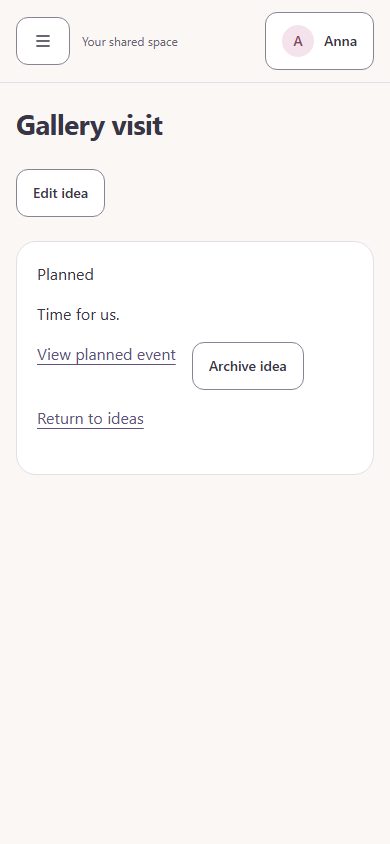 Your shared space
A
Anna
Gallery visit
Edit idea
Planned
Time for us.
View planned event
Archive idea
Return to ideas